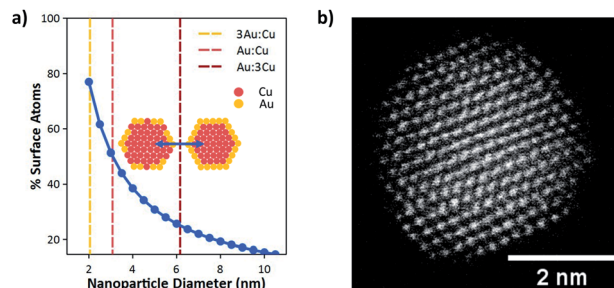 a)
b)
100
80
60
40
20
% Surface Atoms
3Au:Cu
Au:Cu
Au:3Cu
Cu
Au
2 4 6 8 10
Nanoparticle Diameter (nm)
2 nm